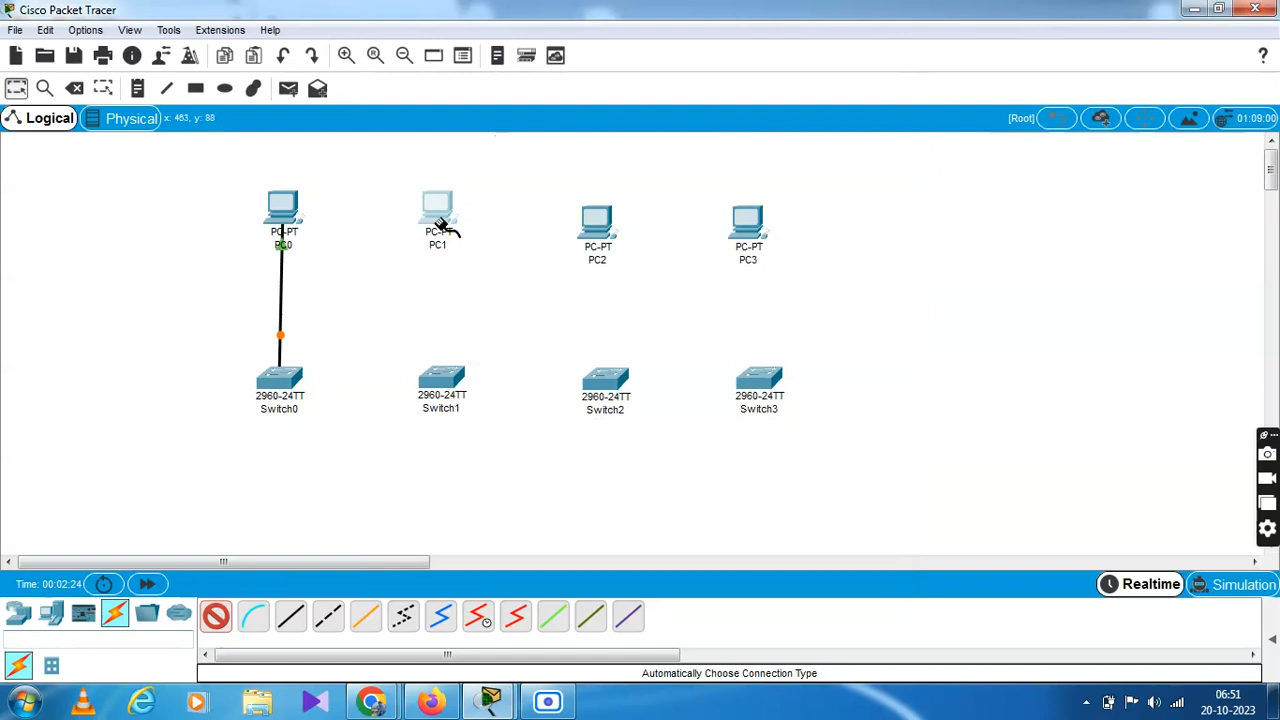 Cisco Packet Tracer
File Edit Options View Tools Extensions Help
Logical Physical x: 463, y: 88 [Root] 01:09:00
PC-PT
PC0
PC-PT
PC1
PC-PT
PC2
PC-PT
PC3
2960-24TT
Switch0
2960-24TT
Switch1
2960-24TT
Switch2
2960-24TT
Switch3
Time: 00:02:24 Realtime Simulation
Automatically Choose Connection Type
06:51
20-10-2023